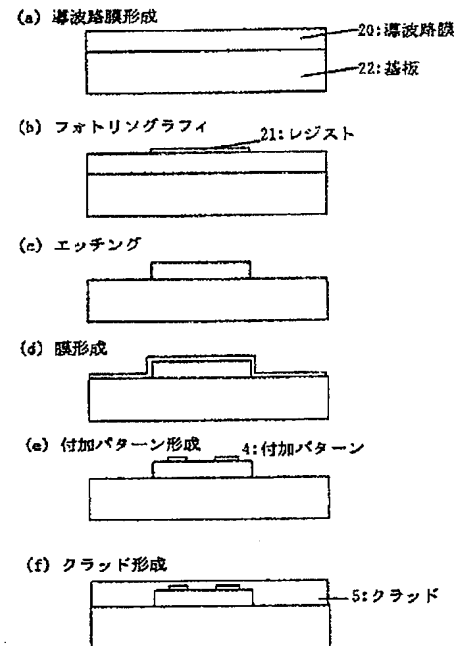 (a) 導波路膜形成
20:導波路膜
22:基板
(b) フォトリソグラフィ
21:レジスト
(c) エッチング
(d) 膜形成
(e) 付加パターン形成
4:付加パターン
(f) クラッド形成
5:クラッド